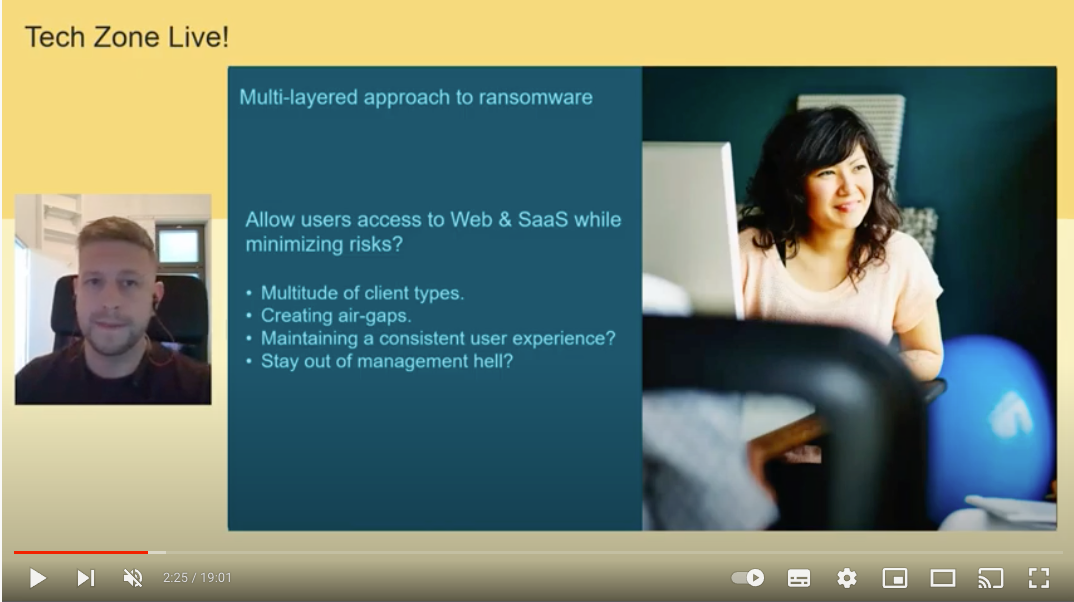 Tech Zone Live!
Multi-layered approach to ransomware
Allow users access to Web & SaaS while
minimizing risks?
• Multitude of client types.
• Creating air-gaps.
• Maintaining a consistent user experience?
• Stay out of management hell?
2:25 / 19:01